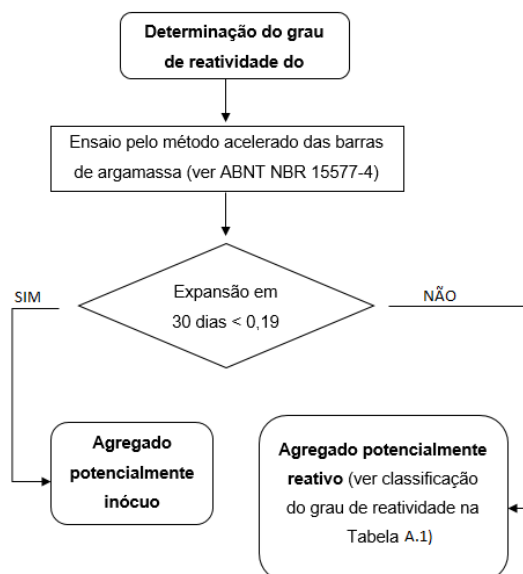 Determinação do grau
de reatividade do
Ensaio pelo método acelerado das barras
de argamassa (ver ABNT NBR 15577-4)
SIM
Expansão em
30 dias < 0,19
NÃO
Agregado
potencialmente
inócuo
Agregado potencialmente
reativo (ver classificação
do grau de reatividade na
Tabela A.1)